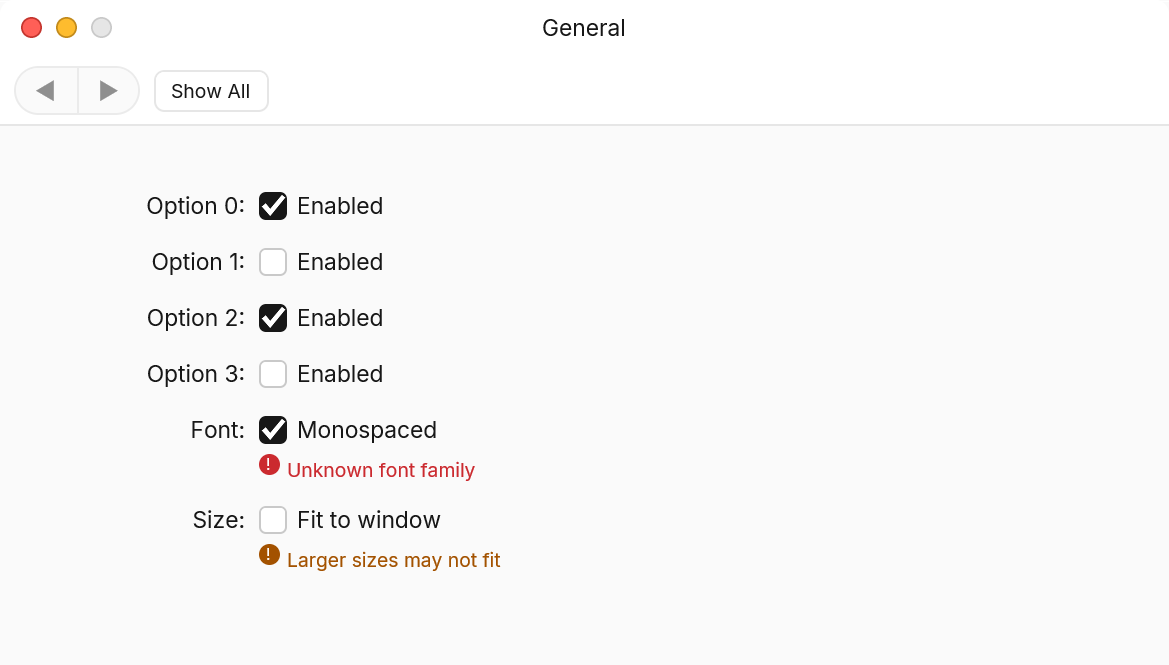 General
Show All
Option 0: Enabled
Option 1: Enabled
Option 2: Enabled
Option 3: Enabled
Font: Monospaced
Unknown font family
Size: Fit to window
Larger sizes may not fit